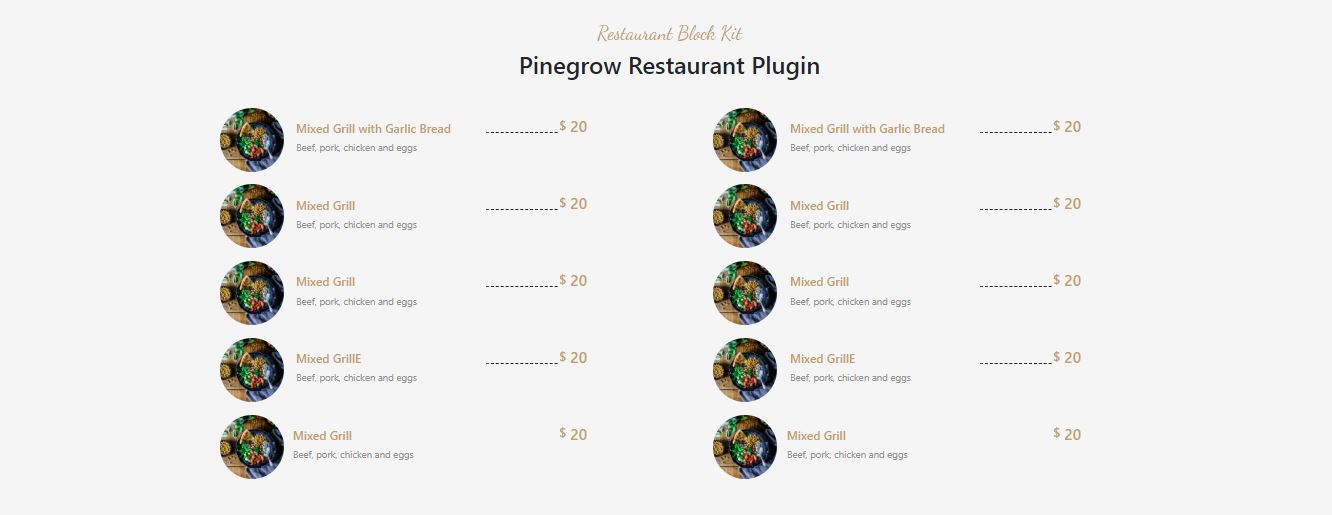 Restaurant Block Kit
Pinegrow Restaurant Plugin
Mixed Grill with Garlic Bread $ 20
Beef, pork, chicken and eggs
Mixed Grill $ 20
Beef, pork, chicken and eggs
Mixed Grill $ 20
Beef, pork, chicken and eggs
Mixed GrillE $ 20
Beef, pork, chicken and eggs
Mixed Grill $ 20
Beef, pork, chicken and eggs
Mixed Grill with Garlic Bread $ 20
Beef, pork, chicken and eggs
Mixed Grill $ 20
Beef, pork, chicken and eggs
Mixed Grill $ 20
Beef, pork, chicken and eggs
Mixed GrillE $ 20
Beef, pork, chicken and eggs
Mixed Grill $ 20
Beef, pork, chicken and eggs